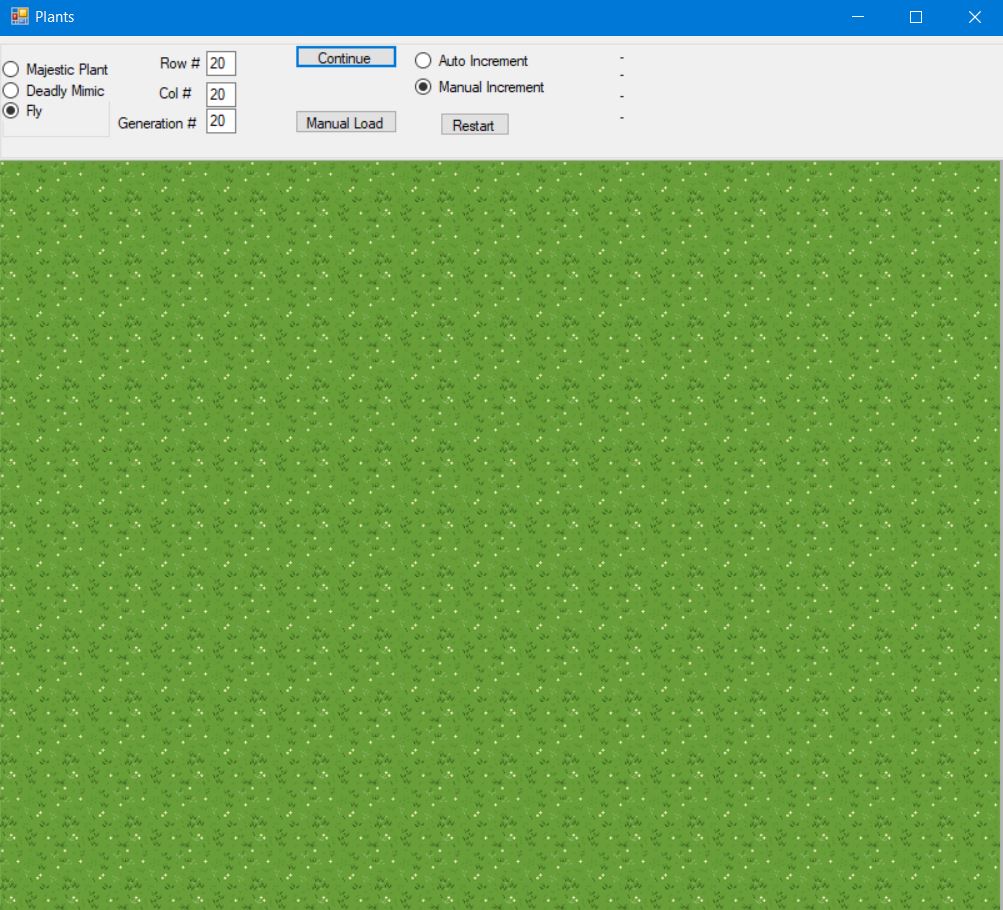 Plants
Majestic Plant
Deadly Mimic
Fly
Row # 20
Col # 20
Generation # 20
Continue
Manual Load
Auto Increment
Manual Increment
Restart
-
-
-
-